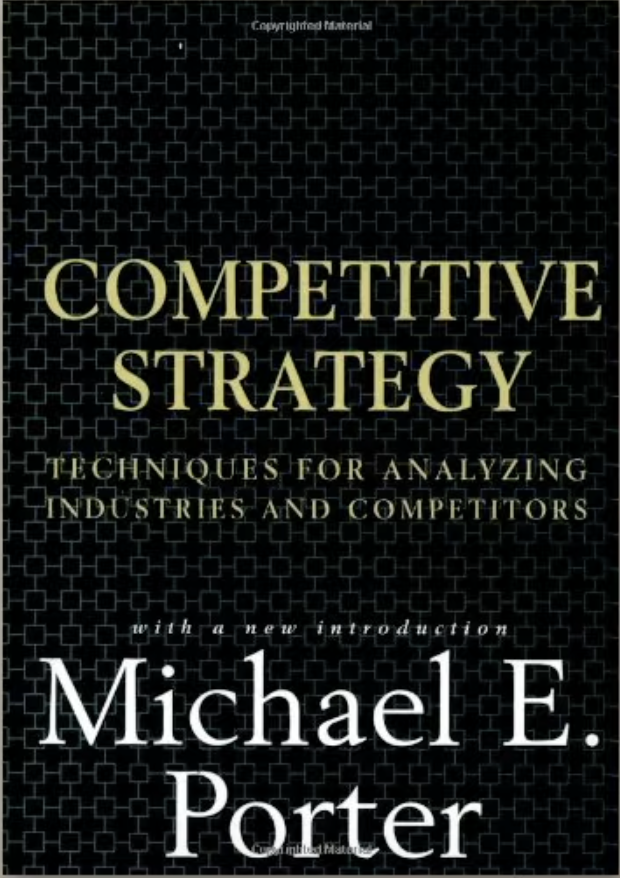 Copyrighted Material
COMPETITIVE
STRATEGY
TECHNIQUES FOR ANALYZING
INDUSTRIES AND COMPETITORS
with a new introduction
Michael E.
Porter
Copyrighted Material